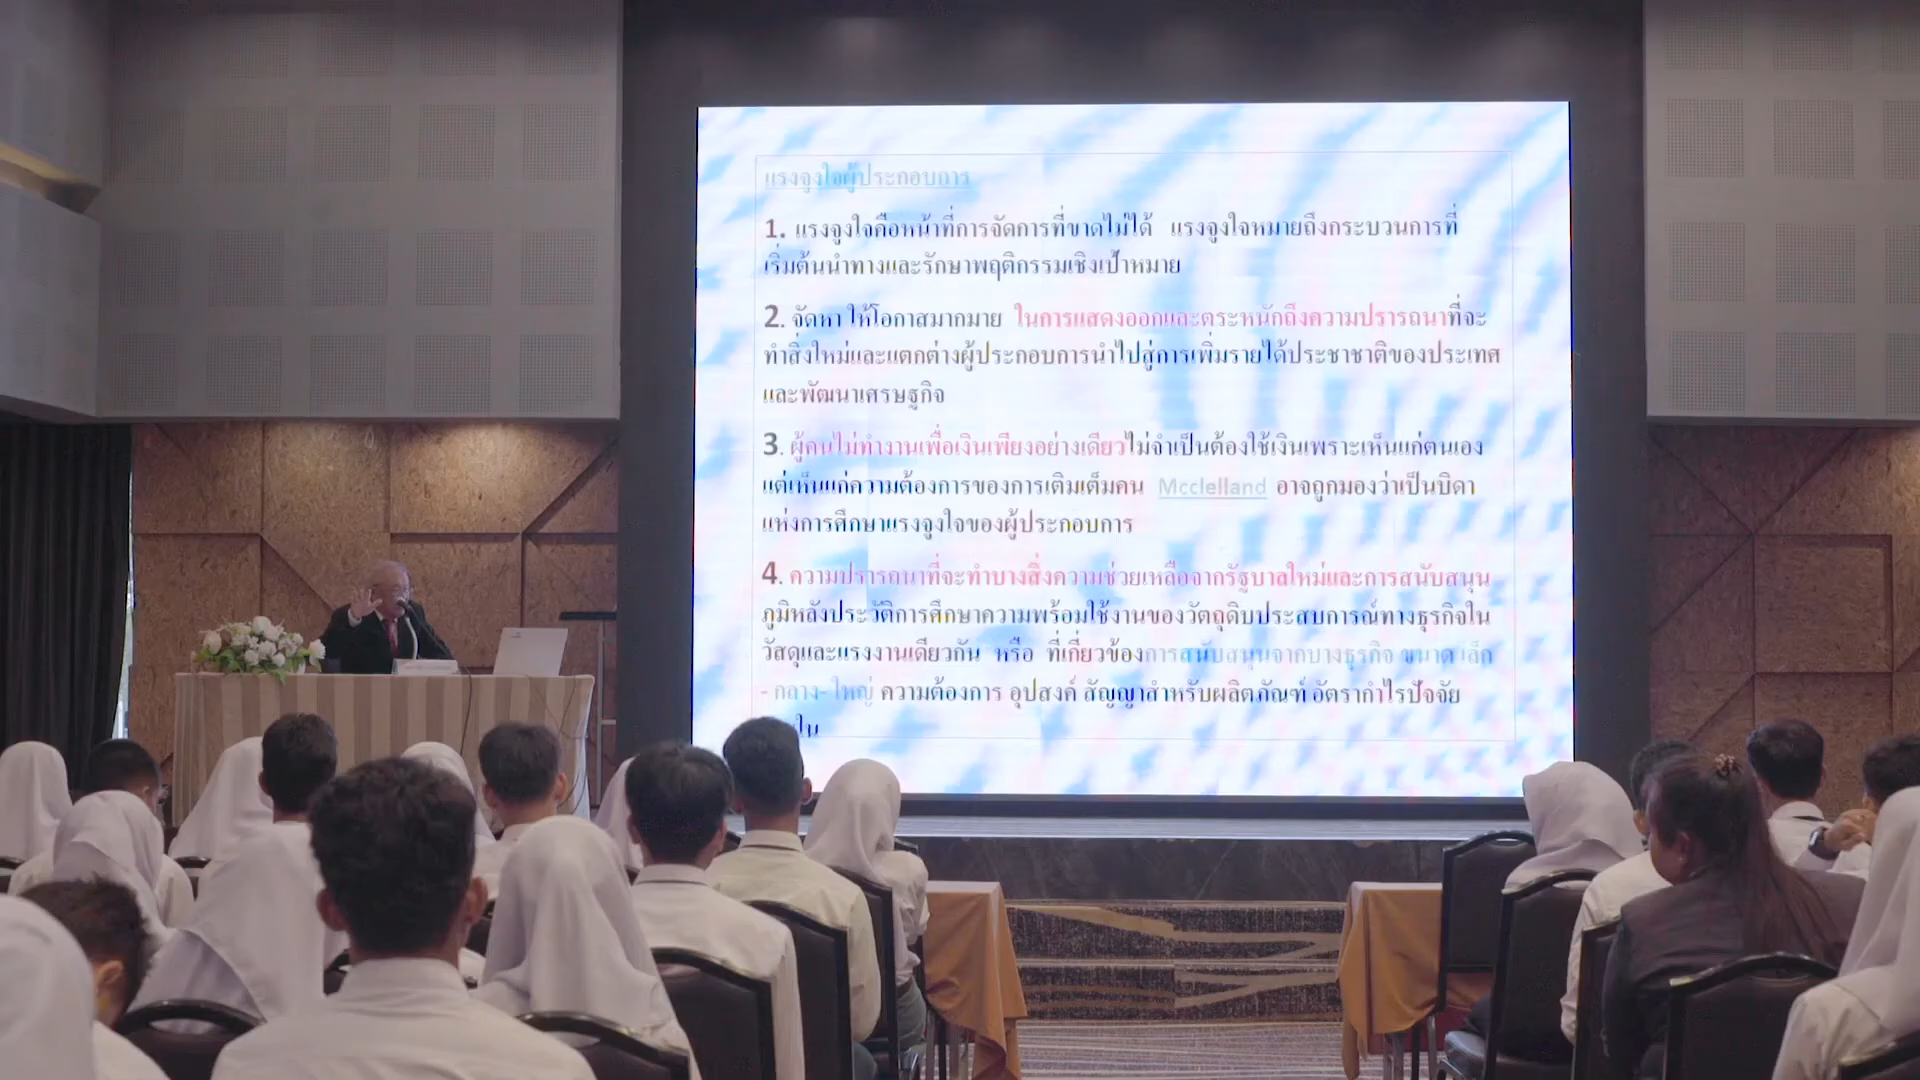 แรงจูงใจผู้ประกอบการ
1. แรงจูงใจคือหน้าที่การจัดการที่ขาดไม่ได้ แรงจูงใจหมายถึงกระบวนการที่
เริ่มต้นนำทางและรักษาพฤติกรรมเชิงเป้าหมาย
2. จัดหา ให้โอกาสมากมาย ในการแสดงออกและตระหนักถึงความปรารถนาที่จะ
ทำสิ่งใหม่และแตกต่างผู้ประกอบการนำไปสู่การเพิ่มรายได้ประชาชาติของประเทศ
และพัฒนาเศรษฐกิจ
3. ผู้คนไม่ทำงานเพื่อเงินเพียงอย่างเดียวไม่จำเป็นต้องใช้เงินเพราะเห็นแก่ตนเอง
แต่เห็นแก่ความต้องการของการเติมเต็มคน Mcclelland อาจถูกมองว่าเป็นบิดา
แห่งการศึกษาแรงจูงใจของผู้ประกอบการ
4. ความปรารถนาที่จะทำบางสิ่งความช่วยเหลือจากรัฐบาลใหม่และการสนับสนุน
ภูมิหลังประวัติการศึกษาความพร้อมใช้งานของวัตถุดิบประสบการณ์ทางธุรกิจใน
วัสดุและแรงงานเดียวกัน หรือ ที่เกี่ยวข้องการสนับสนุนจากบางธุรกิจ ขนาด เล็ก
- กลาง- ใหญ่ ความต้องการ อุปสงค์ สัญญาสำหรับผลิตภัณฑ์ อัตรากำไรปัจจัย